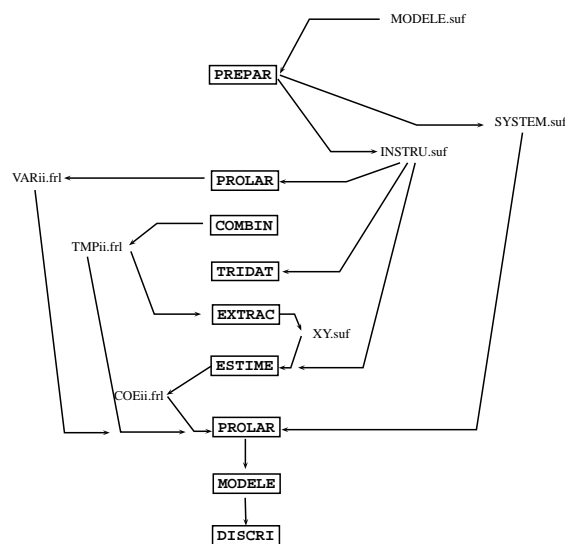 MODELE.suf
PREPAR
SYSTEM.suf
INSTRU.suf
VARii.frl
PROLAR
COMBIN
TMPii.frl
TRIDAT
EXTRAC
XY.suf
ESTIME
COEii.frl
PROLAR
MODELE
DISCRI